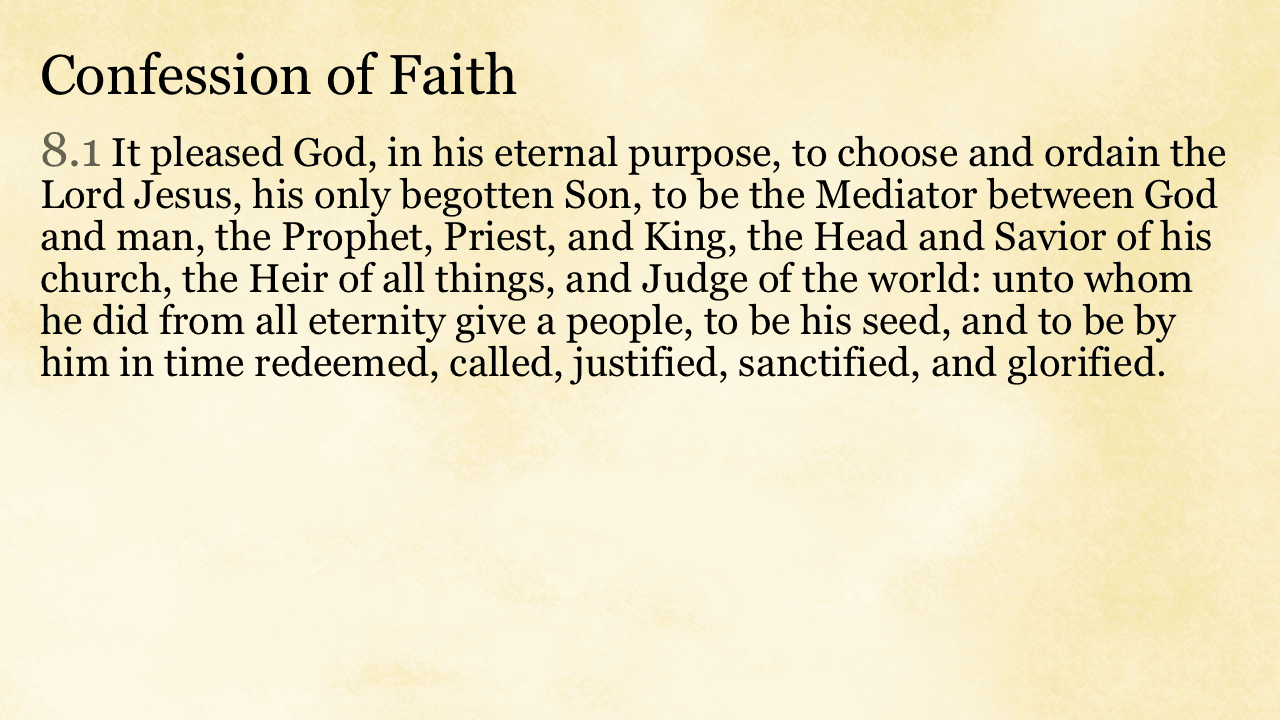 Confession of Faith
8.1 It pleased God, in his eternal purpose, to choose and ordain the
Lord Jesus, his only begotten Son, to be the Mediator between God
and man, the Prophet, Priest, and King, the Head and Savior of his
church, the Heir of all things, and Judge of the world: unto whom
he did from all eternity give a people, to be his seed, and to be by
him in time redeemed, called, justified, sanctified, and glorified.